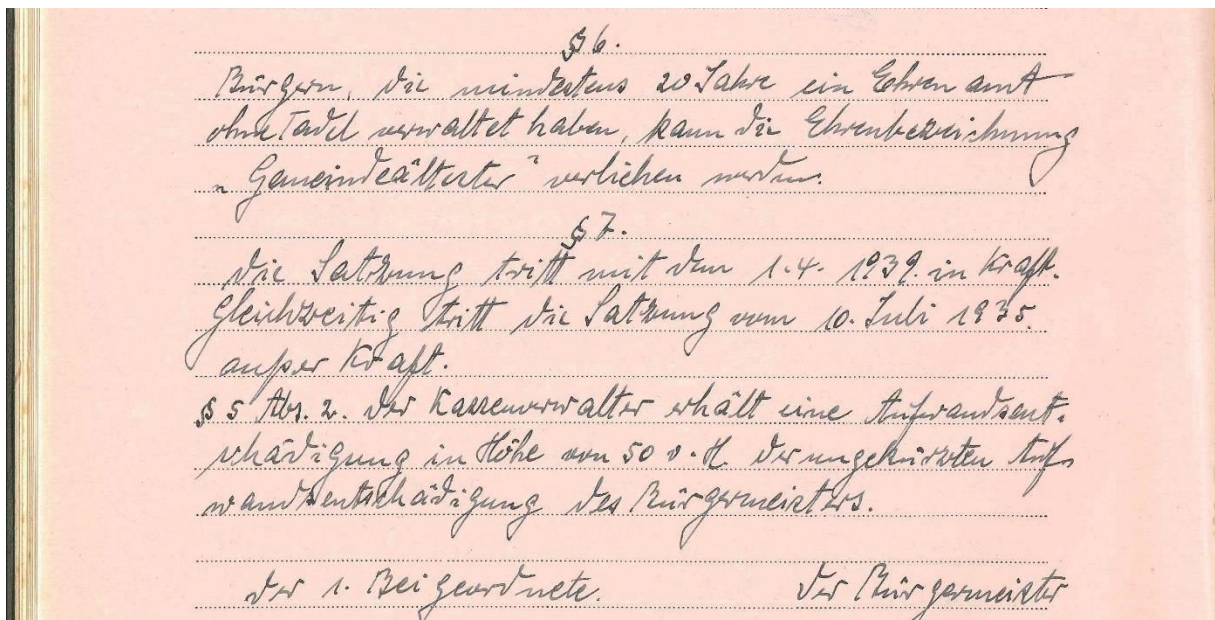 § 6.
Bürgern, die mindestens 20 Jahre ein Ehrenamt
ohne Tadel verwaltet haben, kann die Ehrenbezeichnung
„Gemeindeältester" verliehen werden.
§ 7.
Die Satzung tritt mit dem 1.4. 1939. in Kraft.
Gleichzeitig tritt die Satzung vom 10. Juli 1935.
außer Kraft.
§ 5 Abs. 2. Der Kassenverwalter erhält eine Aufwandsent-
schädigung in Höhe von 50 v. H. der ungekürzten Auf-
wandsentschädigung des Bürgermeisters.
Der 1. Beigeordnete. Der Bürgermeister